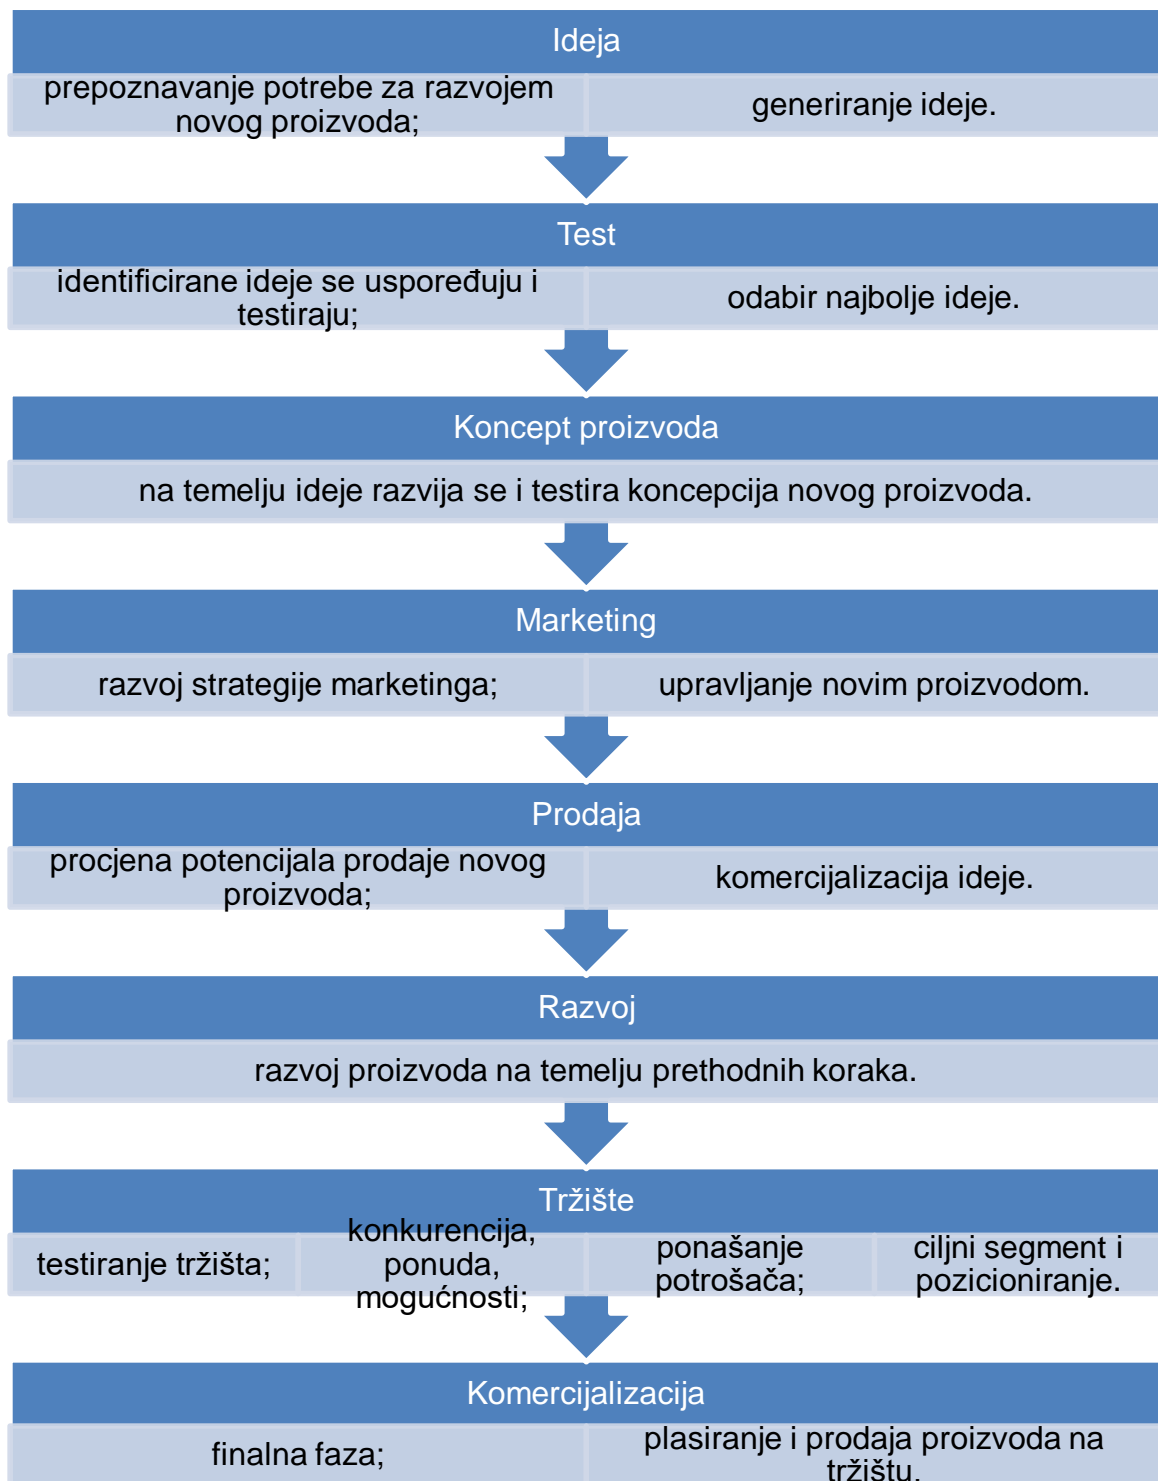 Ideja
prepoznavanje potrebe za razvojem
novog proizvoda;
generiranje ideje.
Test
identificirane ideje se uspoređuju i
testiraju;
odabir najbolje ideje.
Koncept proizvoda
na temelju ideje razvija se i testira koncepcija novog proizvoda.
Marketing
razvoj strategije marketinga;
upravljanje novim proizvodom.
Prodaja
procjena potencijala prodaje novog
proizvoda;
komercijalizacija ideje.
Razvoj
razvoj proizvoda na temelju prethodnih koraka.
Tržište
testiranje tržišta;
konkurencija,
ponuda,
mogućnosti;
ponašanje
potrošača;
ciljni segment i
pozicioniranje.
Komercijalizacija
finalna faza;
plasiranje i prodaja proizvoda na
tržištu.